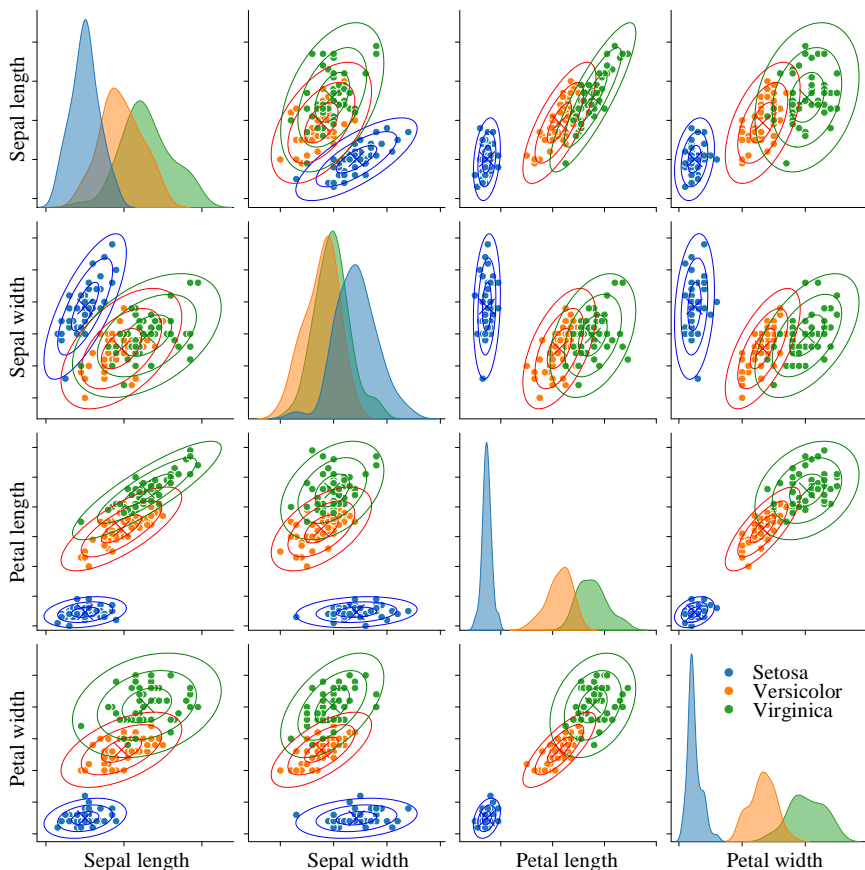 Sepal length
Sepal width
Petal length
Petal width
Setosa
Versicolor
Virginica
Sepal length
Sepal width
Petal length
Petal width